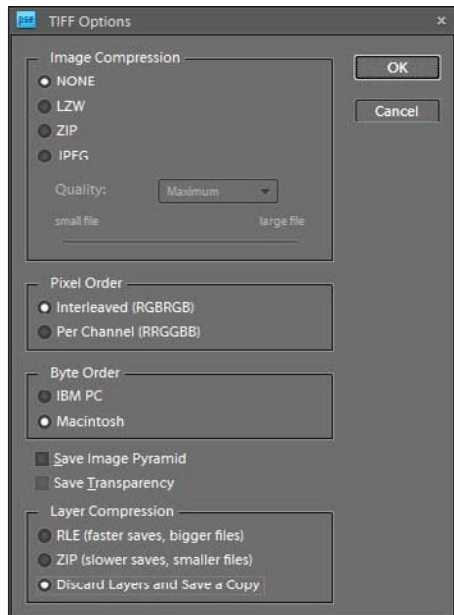 pse TIFF Options x
Image Compression
NONE
LZW
ZIP
JPEG
Quality: Maximum
small file large file
Pixel Order
Interleaved (RGBRGB)
Per Channel (RRGGBB)
Byte Order
IBM PC
Macintosh
Save Image Pyramid
Save Transparency
Layer Compression
RLE (faster saves, bigger files)
ZIP (slower saves, smaller files)
Discard Layers and Save a Copy
OK
Cancel